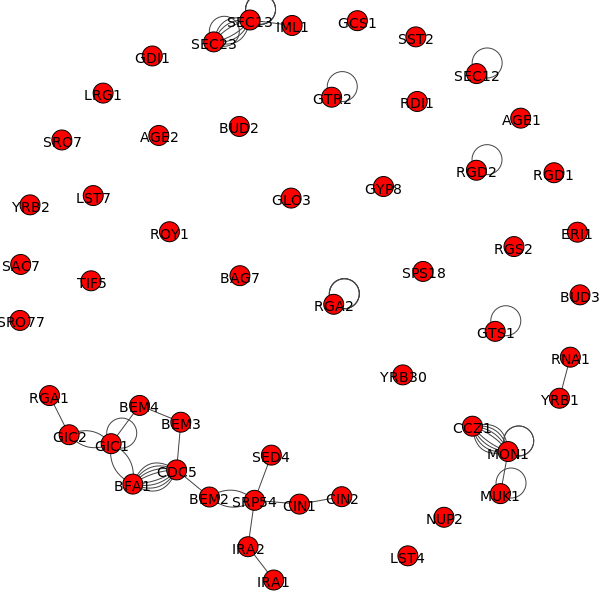 SEC13
IML1
GCS1
SST2
SEC23
GDI1
SEC12
LRG1
GTR2
RDI1
AGE1
SRO7
AGE2
BUD2
RGD2
RGD1
YRB2
LST7
GLO3
GYP8
ROY1
RGS2
ERI1
SAC7
TIF5
BAG7
SPS18
BUD3
RGA2
SRO77
GTS1
RNA1
YRB30
YRB1
RGA1
BEM4
BEM3
GIC2
GIC1
CCZ1
MON1
SED4
CDC5
BFA1
BEM2
SRP54
CIN1
CIN2
MUK1
NUP2
IRA2
LST4
IRA1